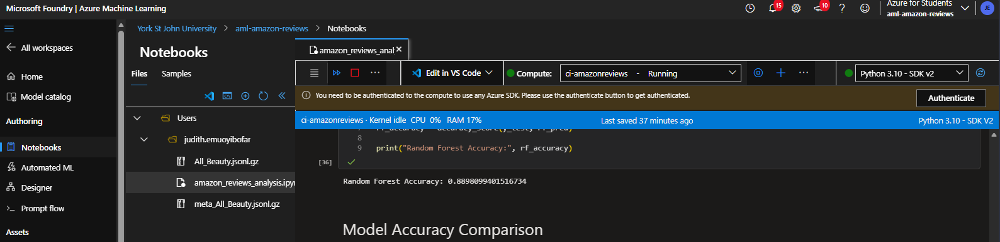 Microsoft Foundry | Azure Machine Learning
15
10
Azure for Students
aml-amazon-reviews
JE
All workspaces
Home
Model catalog
Authoring
Notebooks
Automated ML
Designer
Prompt flow
Assets
York St John University > aml-amazon-reviews > Notebooks
Notebooks
Files Samples
Users
judith.emuoyibofar
All_Beauty.jsonl.gz
amazon_reviews_analysis.ipyn
meta_All_Beauty.jsonl.gz
amazon_reviews_anal
Edit in VS Code
Compute: ci-amazonreviews - Running
Python 3.10 - SDK v2
You need to be authenticated to the compute to use any Azure SDK. Please use the authenticate button to get authenticated.
Authenticate
ci-amazonreviews · Kernel idle CPU 0% RAM 17%
Last saved 37 minutes ago
Python 3.10 - SDK V2
rf_accuracy = accuracy_score(y_test, rf_pred)
8
9 print("Random Forest Accuracy:", rf_accuracy)
[36]
Random Forest Accuracy: 0.8898099401516734
Model Accuracy Comparison